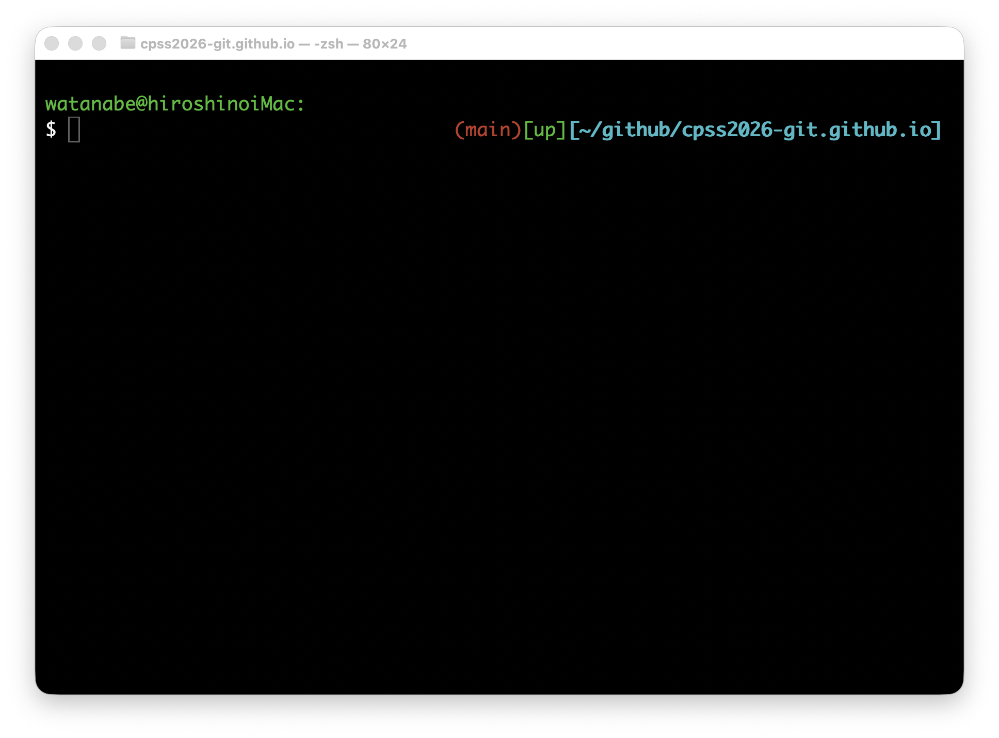 cpss2026-git.github.io — -zsh — 80×24
watanabe@hiroshinoiMac:
$ (main)[up][~/github/cpss2026-git.github.io]